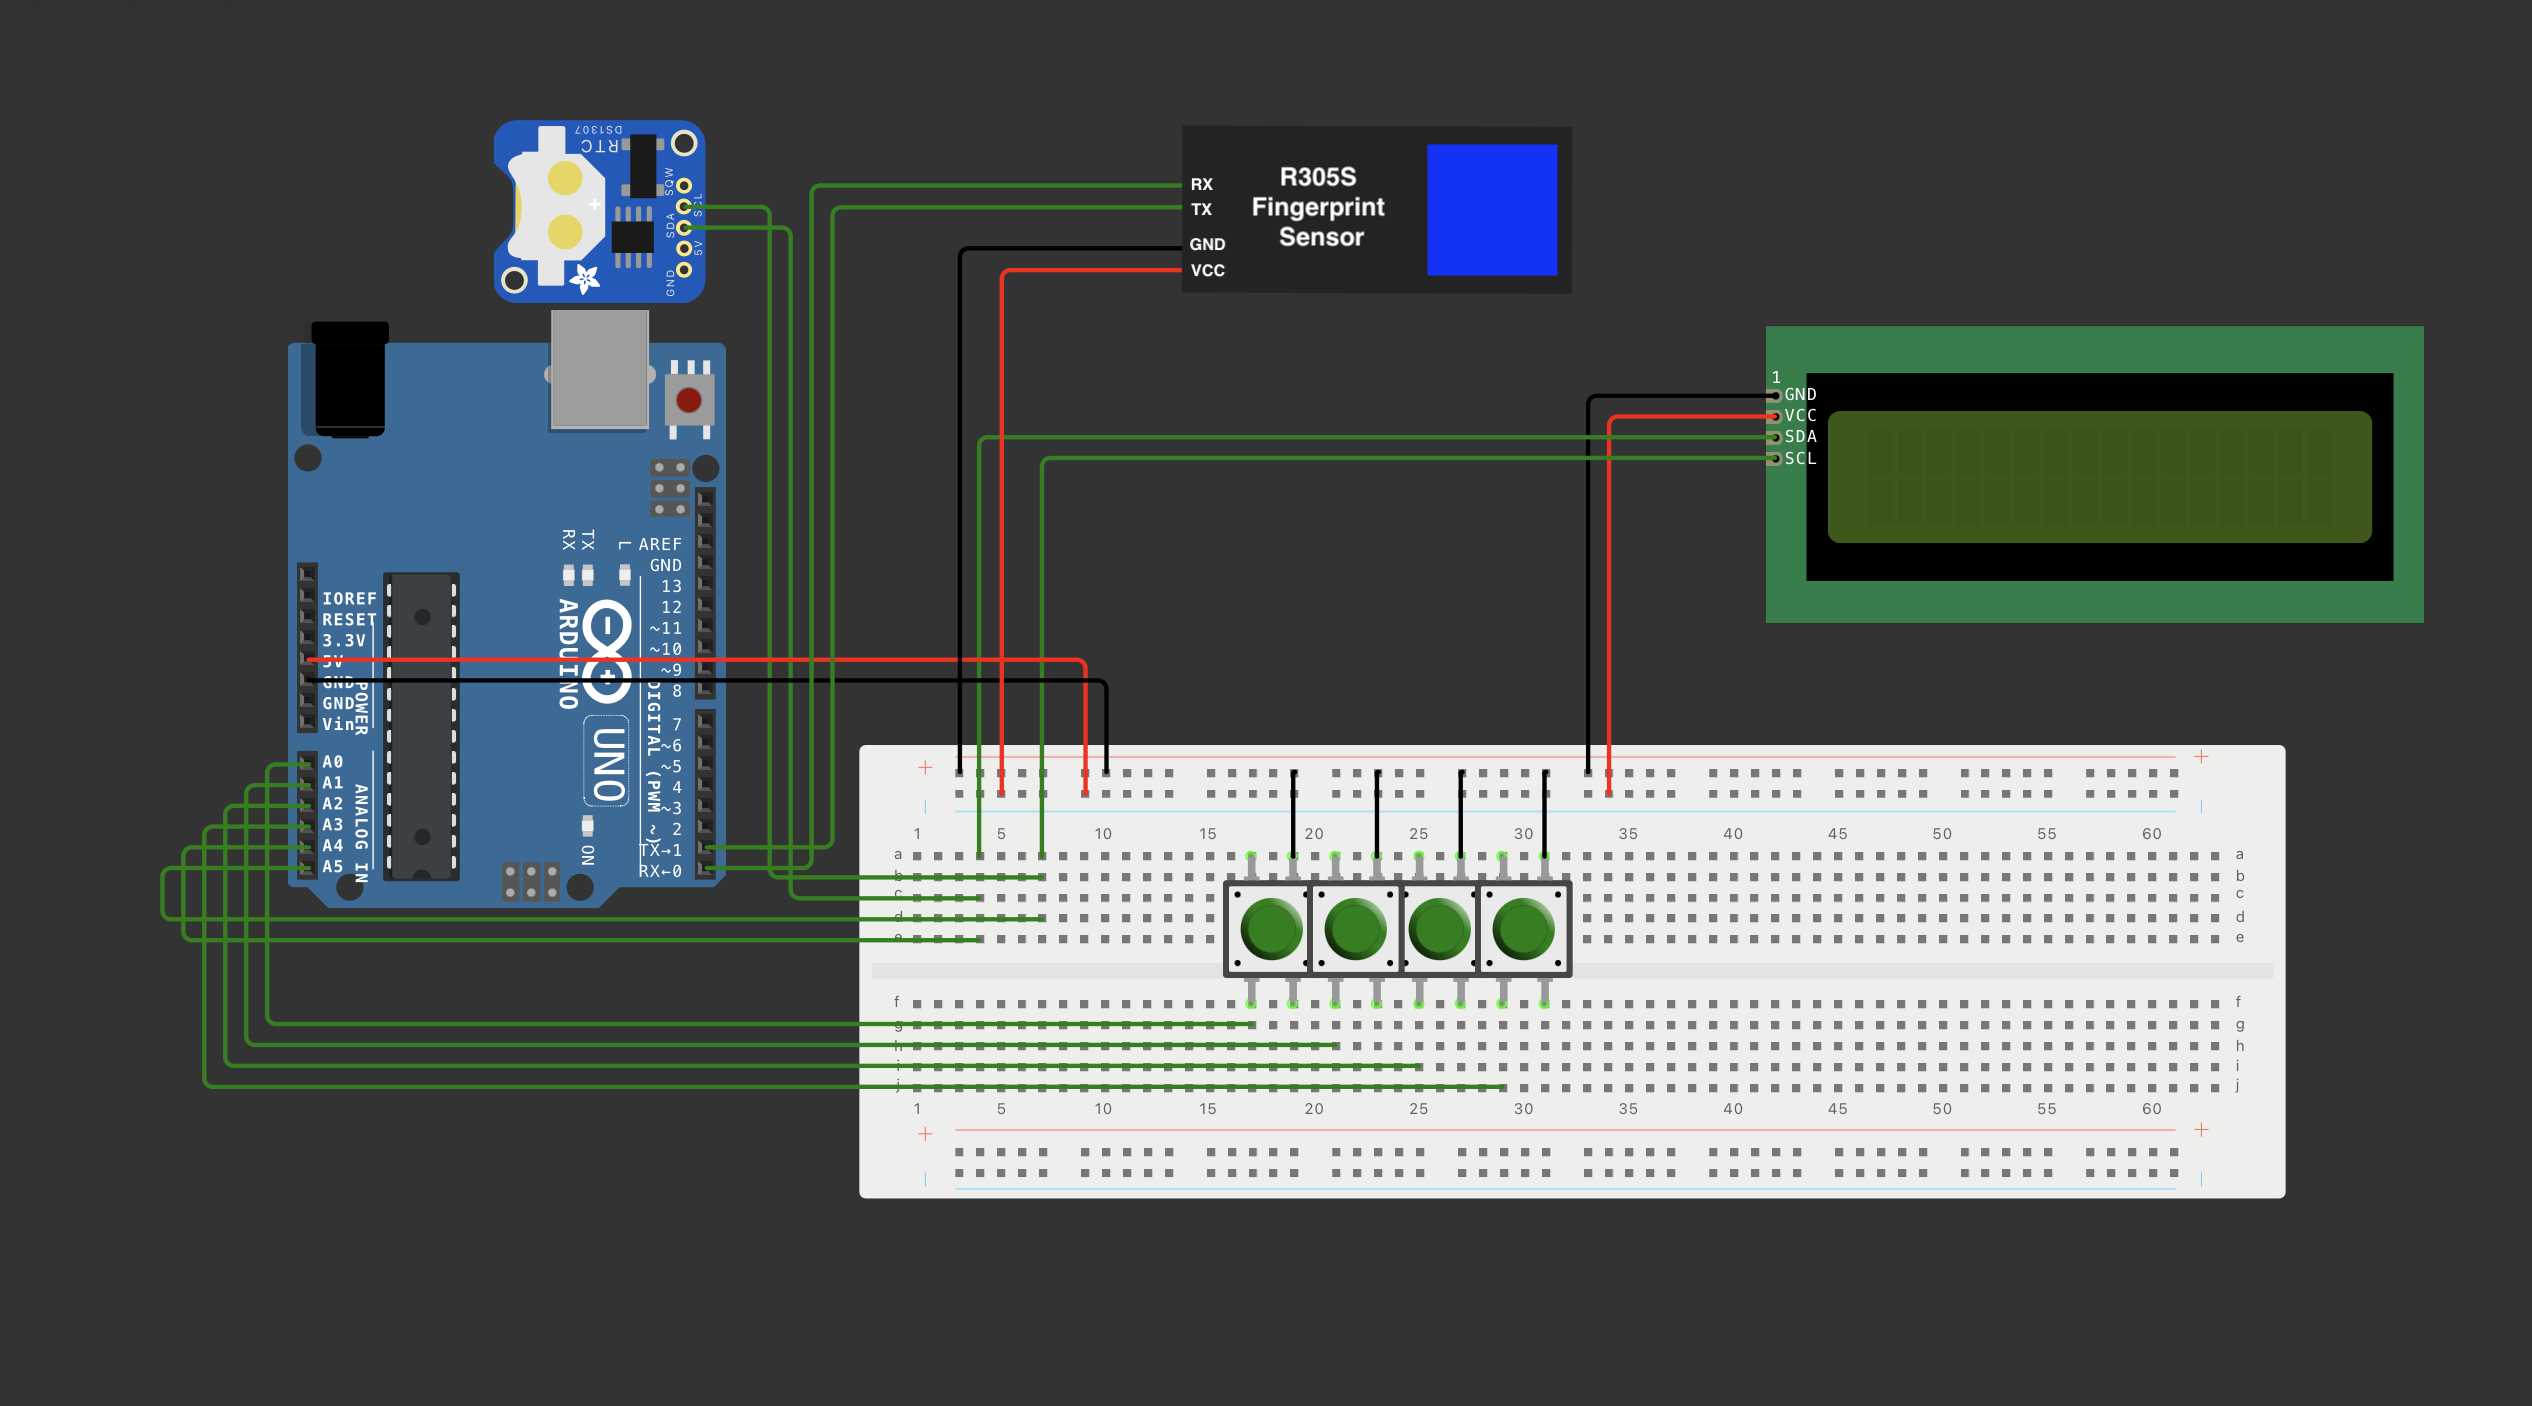 DS1307
RTC
SQW
SCL
SDA
5V
GND
RX
TX
GND
VCC
R305S
Fingerprint
Sensor
1
GND
VCC
SDA
SCL
RX
TX
L
AREF
GND
13
12
~11
~10
~9
8
7
~6
~5
4
~3
2
TX→1
RX←0
DIGITAL (PWM ~)
ARDUINO
UNO
ON
IOREF
RESET
3.3V
5V
GND
GND
Vin
POWER
A0
A1
A2
A3
A4
A5
ANALOG IN
1 5 10 15 20 25 30 35 40 45 50 55 60
a a
b b
c c
d d
e e
f f
g g
h h
i i
j j
1 5 10 15 20 25 30 35 40 45 50 55 60